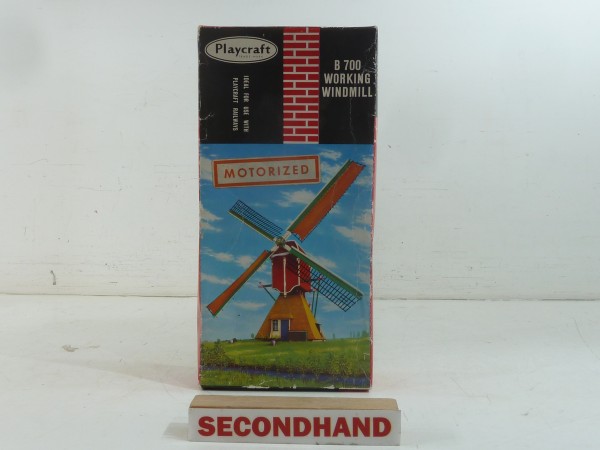 Playcraft
B 700
WORKING
WINDMILL
IDEAL FOR USE WITH
PLAYCRAFT RAILWAYS
MOTORIZED
SECONDHAND